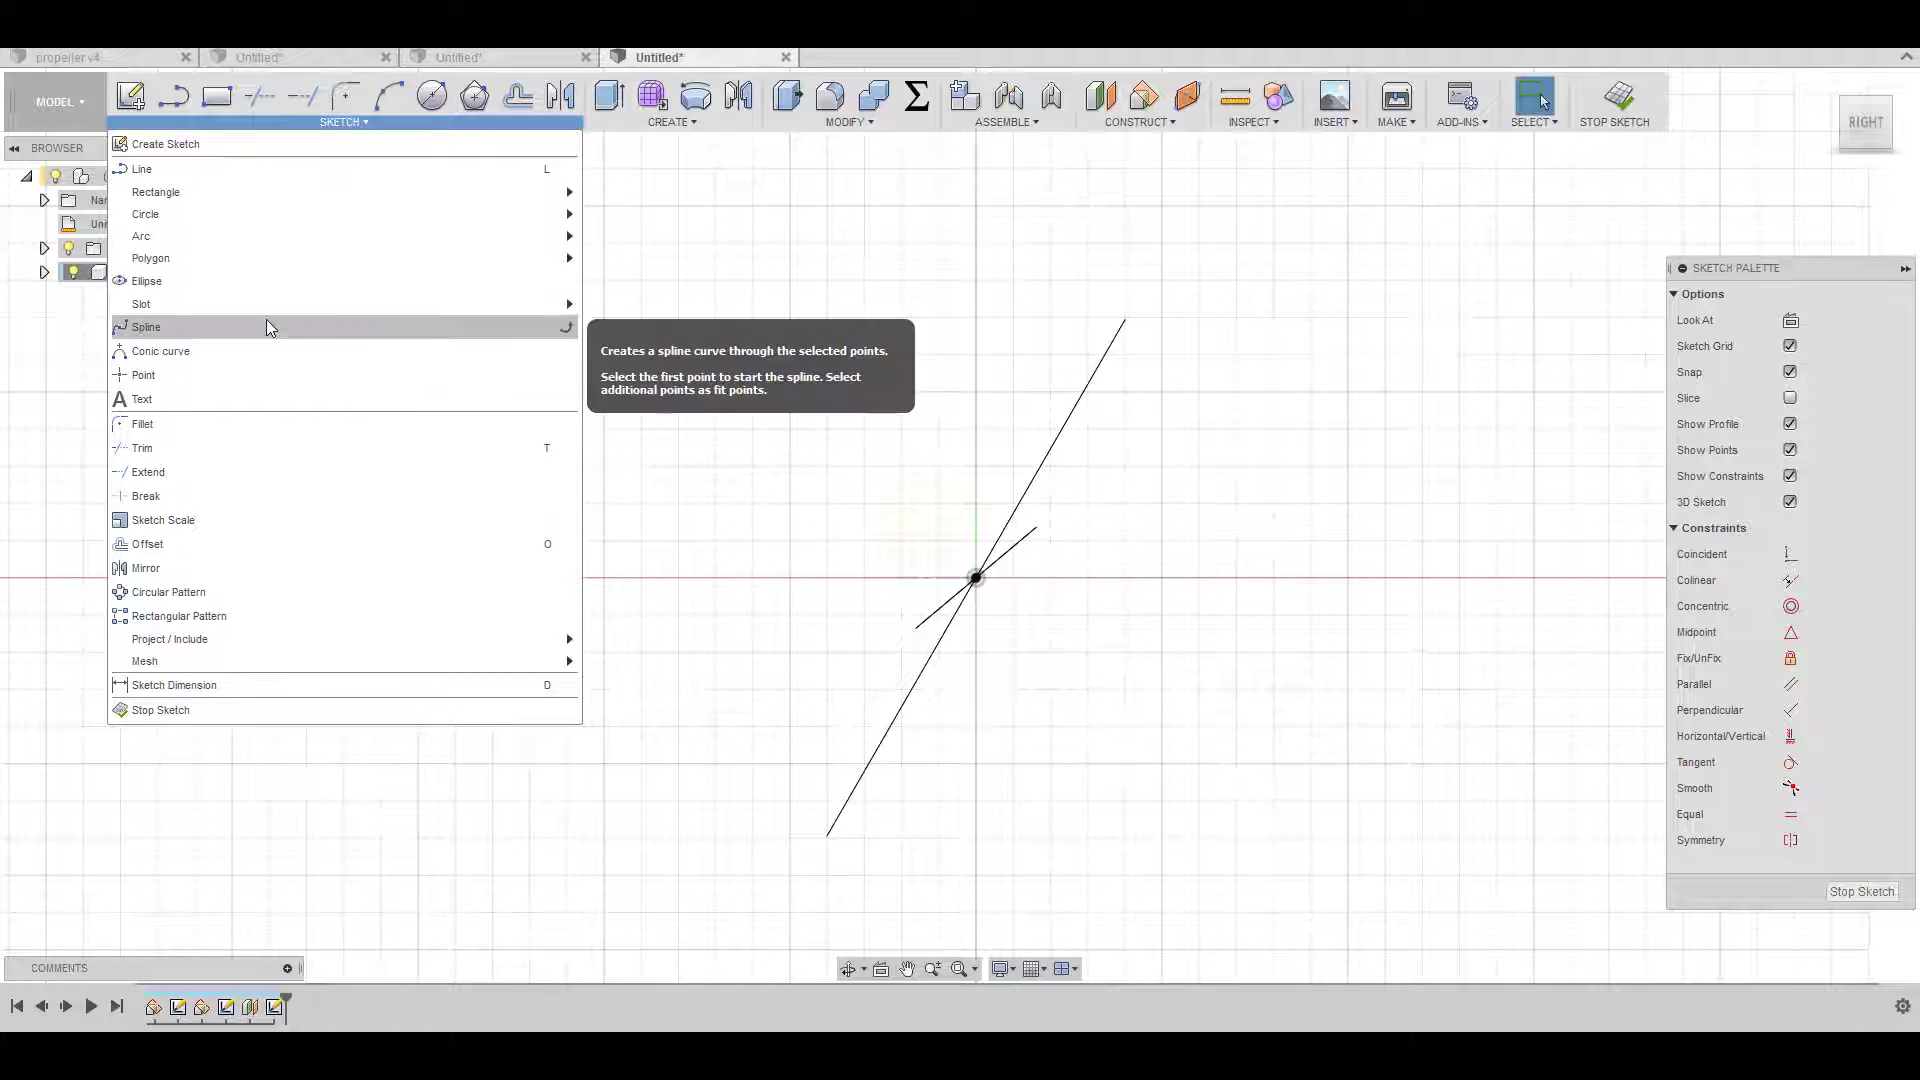 propeller v4
Untitled*
Untitled*
Untitled*
MODEL
SKETCH
CREATE
MODIFY
ASSEMBLE
CONSTRUCT
INSPECT
INSERT
MAKE
ADD-INS
SELECT
STOP SKETCH
RIGHT
BROWSER
Create Sketch
Line L
Rectangle
Circle
Arc
Polygon
Ellipse
Slot
Spline
Conic curve
Point
Text
Fillet
Trim T
Extend
Break
Sketch Scale
Offset O
Mirror
Circular Pattern
Rectangular Pattern
Project / Include
Mesh
Sketch Dimension D
Stop Sketch
Creates a spline curve through the selected points.
Select the first point to start the spline. Select
additional points as fit points.
SKETCH PALETTE
Options
Look At
Sketch Grid
Snap
Slice
Show Profile
Show Points
Show Constraints
3D Sketch
Constraints
Coincident
Colinear
Concentric
Midpoint
Fix/UnFix
Parallel
Perpendicular
Horizontal/Vertical
Tangent
Smooth
Equal
Symmetry
Stop Sketch
COMMENTS